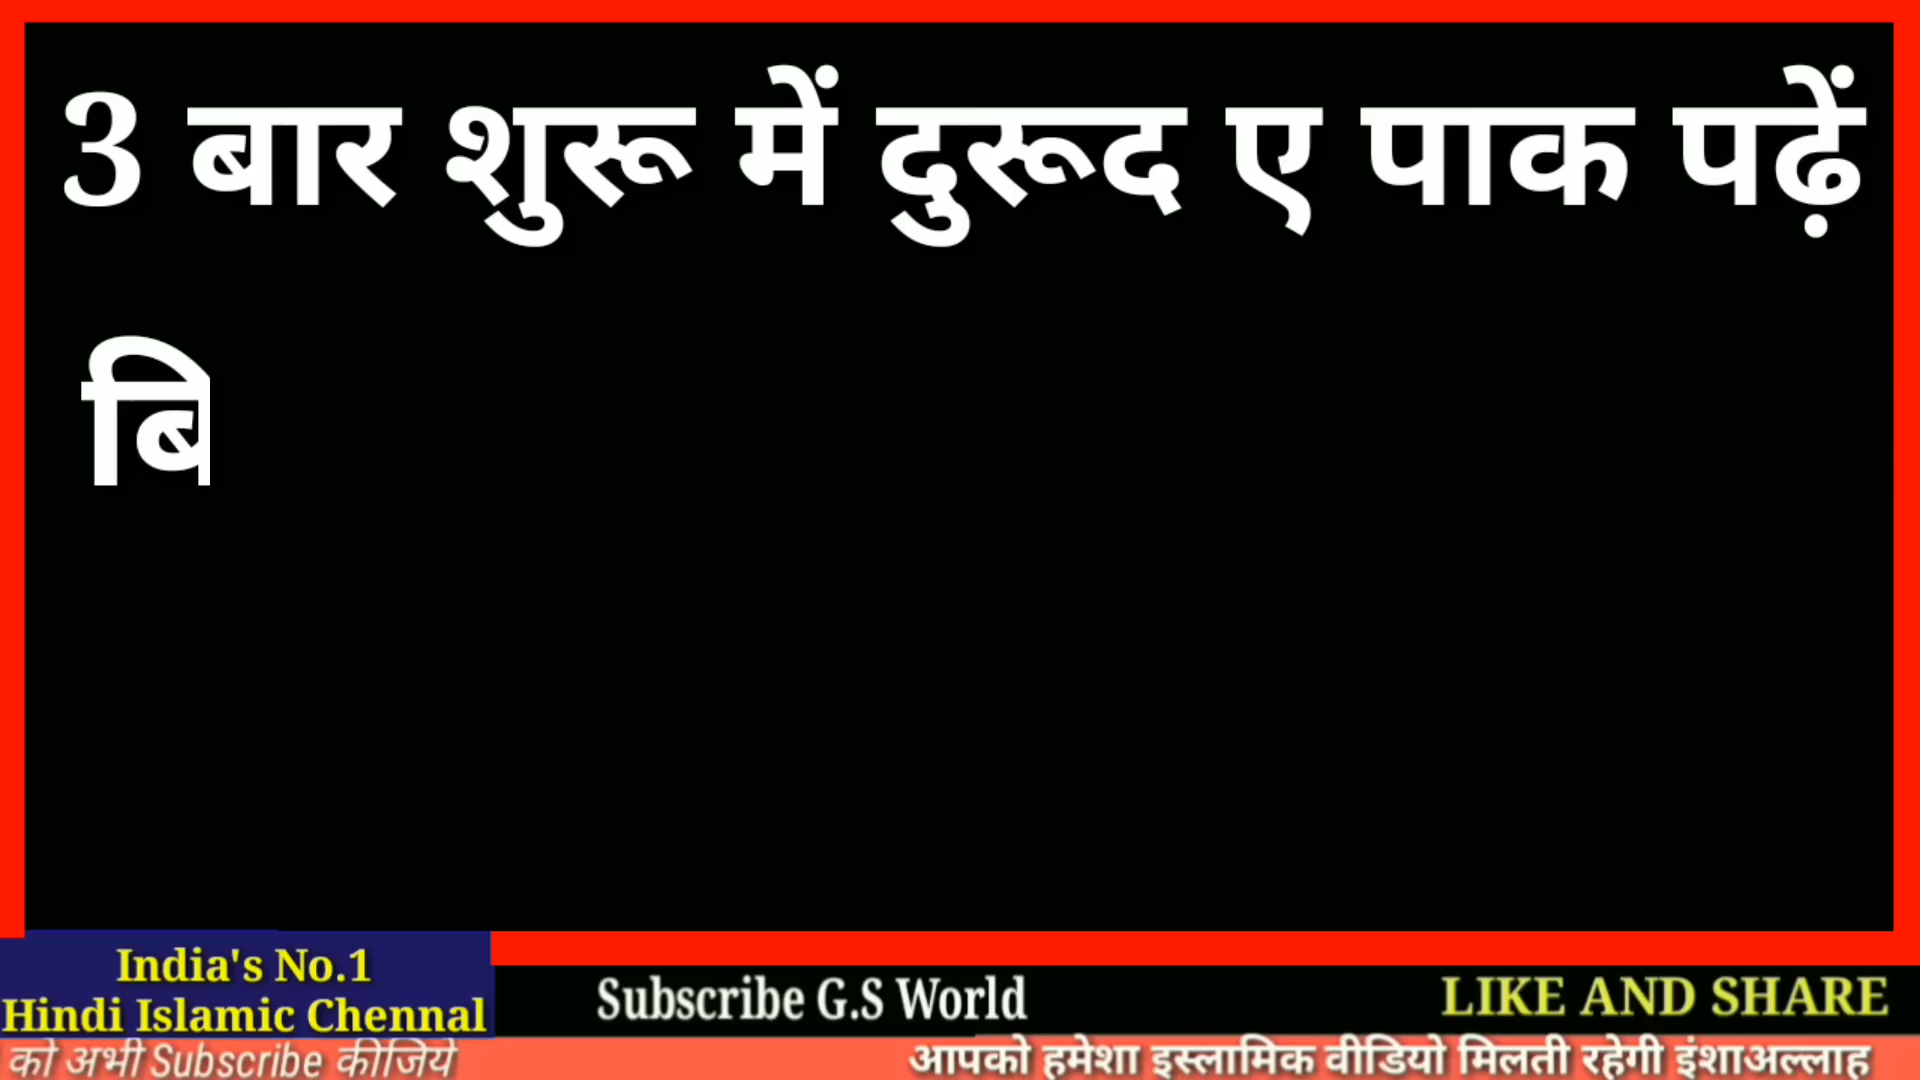 3 बार शुरू में दुरूद ए पाक पढ़ें
बि
India's No.1
Hindi Islamic Chennal
Subscribe G.S World
LIKE AND SHARE
को अभी Subscribe कीजिये
आपको हमेशा इस्लामिक वीडियो मिलती रहेगी इंशाअल्लाह